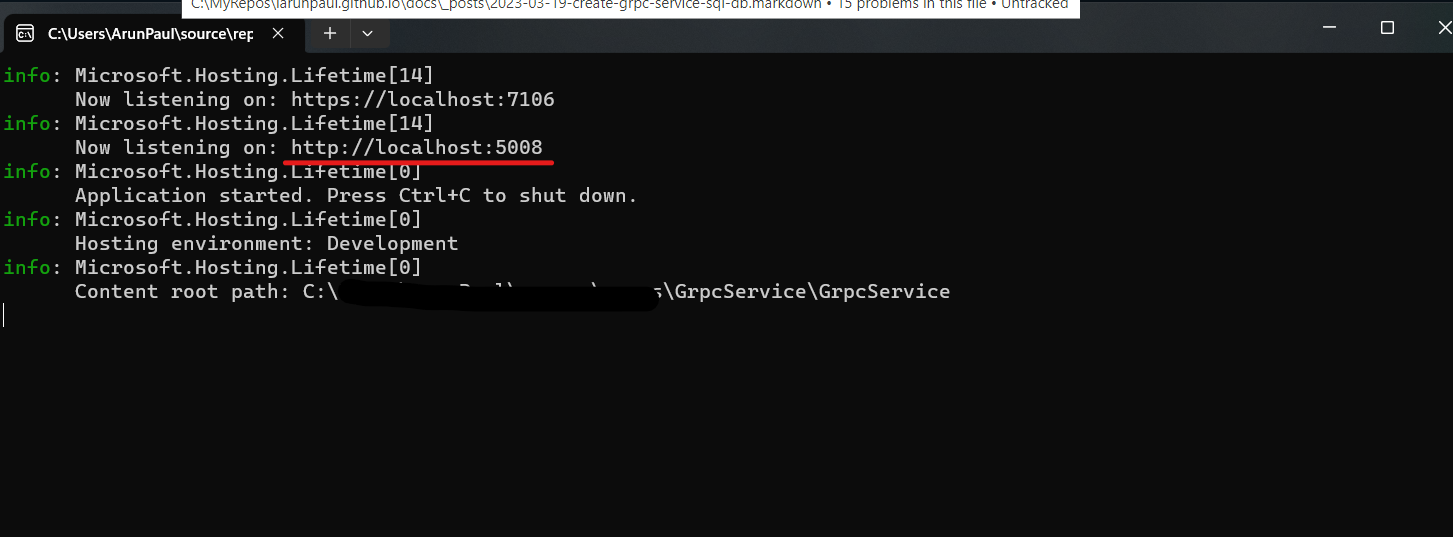 C:\MyRepos\iarunpaul.github.io\docs\_posts\2023-03-19-create-grpc-service-sql-db.markdown • 15 problems in this file • Untracked
C:\Users\ArunPaul\source\rep
info: Microsoft.Hosting.Lifetime[14]
Now listening on: https://localhost:7106
info: Microsoft.Hosting.Lifetime[14]
Now listening on: http://localhost:5008
info: Microsoft.Hosting.Lifetime[0]
Application started. Press Ctrl+C to shut down.
info: Microsoft.Hosting.Lifetime[0]
Hosting environment: Development
info: Microsoft.Hosting.Lifetime[0]
Content root path: C:\ \GrpcService\GrpcService